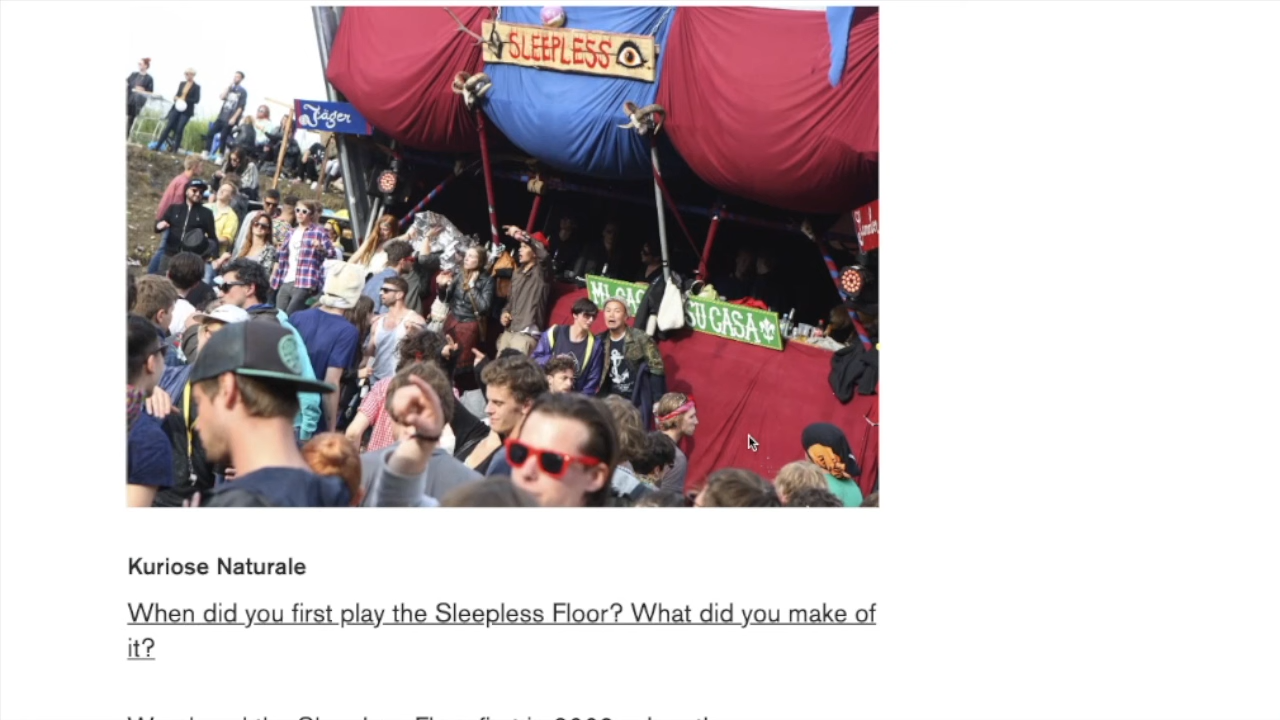 SLEEPLESS
Jäger
MI CASA SU CASA
Kuriose Naturale
When did you first play the Sleepless Floor? What did you make of
it?